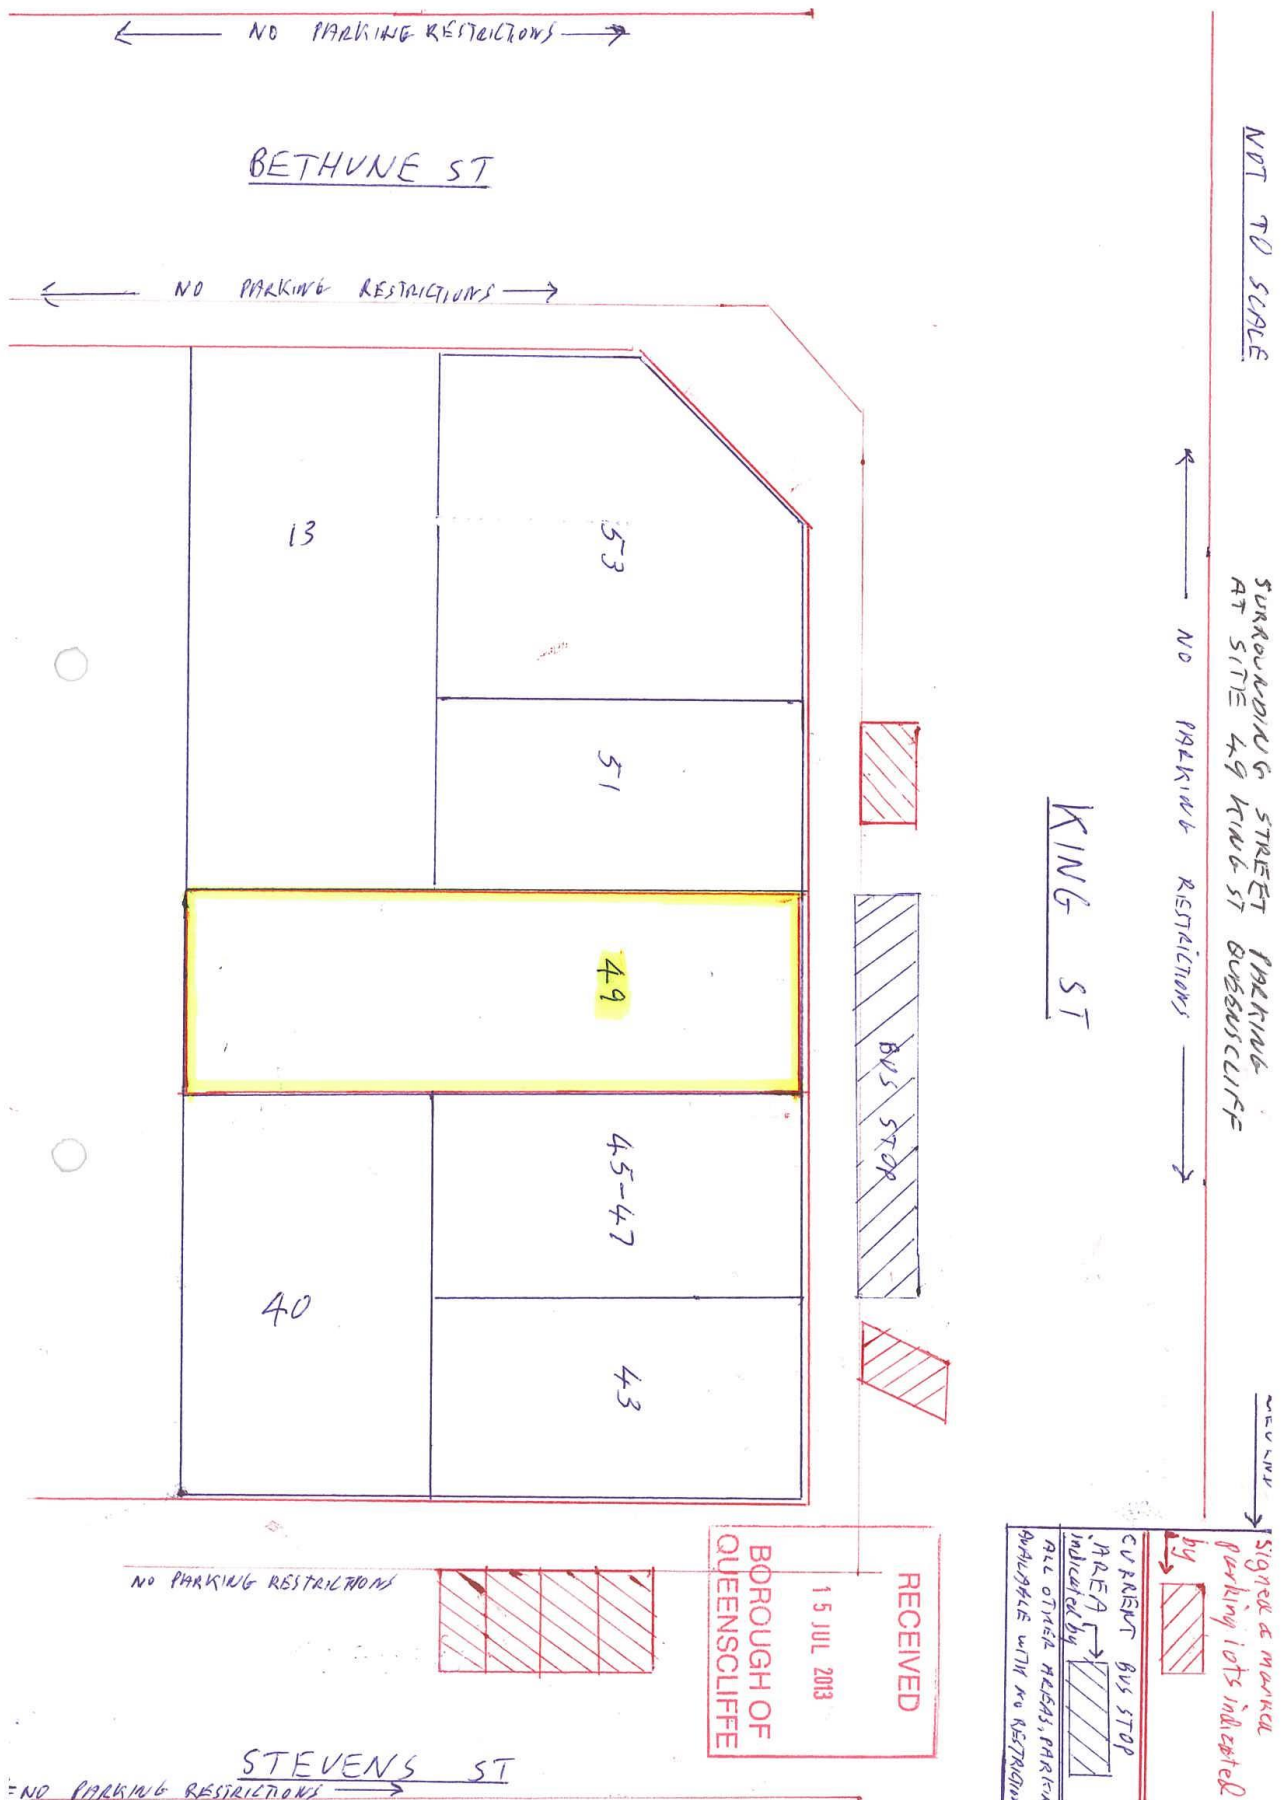 NO PARKING RESTRICTIONS
BETHUNE ST
NO PARKING RESTRICTIONS
NOT TO SCALE
SURROUNDING STREET PARKING
AT SITE 49 KING ST QUEENSCLIFF
NO PARKING RESTRICTIONS
KING ST
13
53
51
49
45-47
43
40
BUS STOP
Signed & marked
parking lots indicated
by
CURRENT BUS STOP
AREA
indicated by
ALL OTHER AREAS, PARKIN
AVAILABLE WITH NO RESTRICTION
RECEIVED
15 JUL 2013
BOROUGH OF
QUEENSCLIFFE
NO PARKING RESTRICTIONS
STEVENS ST
NO PARKING RESTRICTIONS